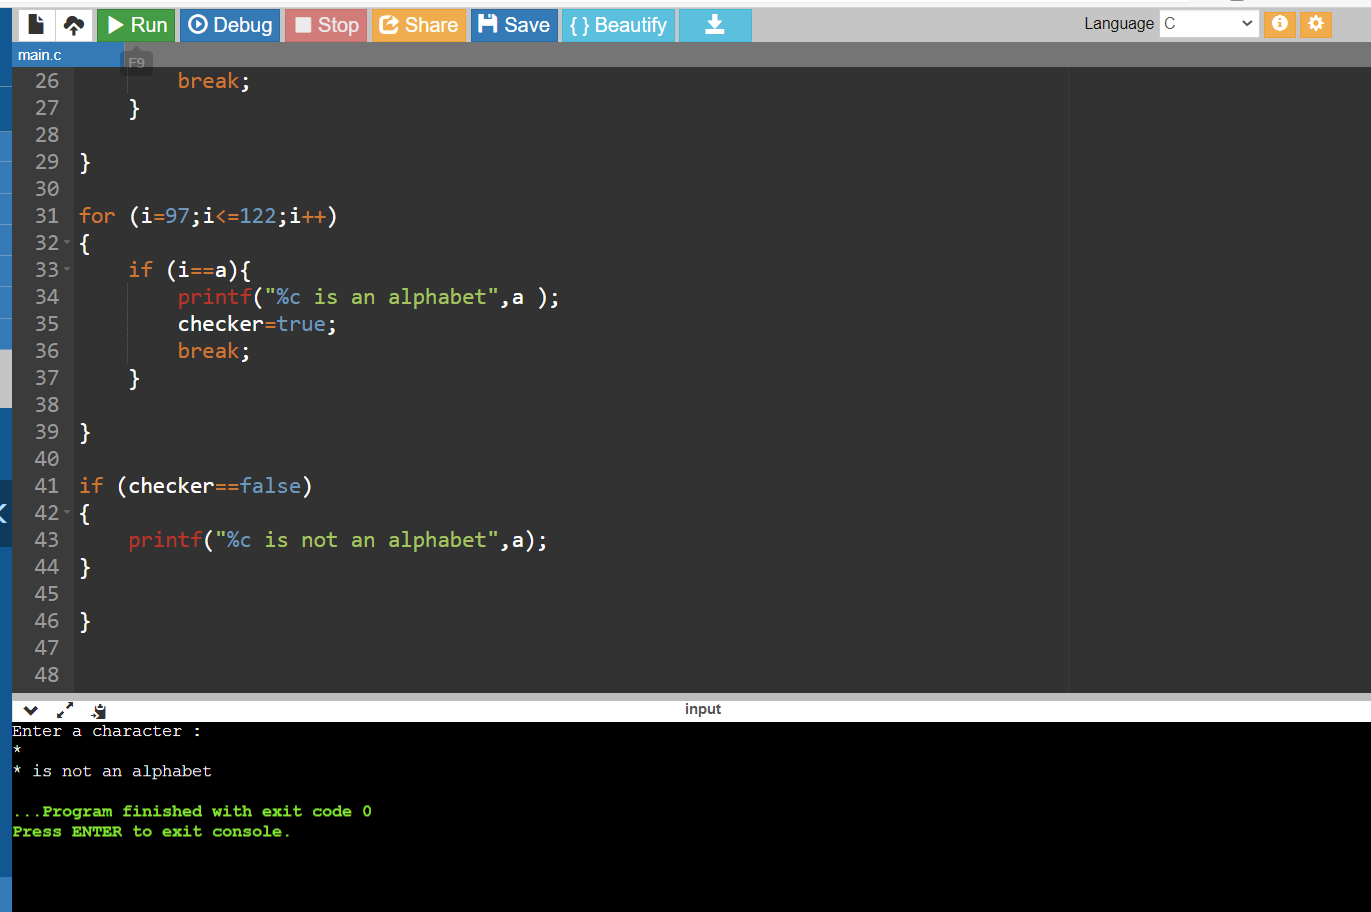 Run Debug Stop Share Save { } Beautify Language C
main.c
F9
26 break;
27 }
28
29 }
30
31 for (i=97;i<=122;i++)
32 {
33 if (i==a){
34 printf("%c is an alphabet",a );
35 checker=true;
36 break;
37 }
38
39 }
40
41 if (checker==false)
42 {
43 printf("%c is not an alphabet",a);
44 }
45
46 }
47
48
input
Enter a character :
*
* is not an alphabet
...Program finished with exit code 0
Press ENTER to exit console.